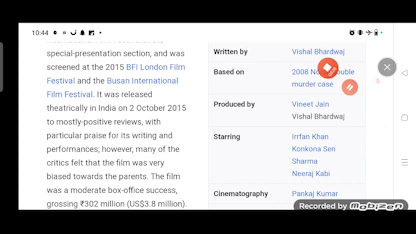 10:44
special-presentation section, and was
screened at the 2015 BFI London Film
Festival and the Busan International
Film Festival. It was released
theatrically in India on 2 October 2015
to mostly-positive reviews, with
particular praise for its writing and
performances; however, many of the
critics felt that the film was very
biased towards the parents. The film
was a moderate box-office success,
grossing ₹302 million (US$3.8 million).
Written by Vishal Bhardwaj
Based on 2008
murder case
Produced by Vineet Jain
Vishal Bhardwaj
Starring Irrfan Khan
Konkona Sen
Sharma
Neeraj Kabi
Cinematography Pankaj Kumar
Recorded by Mobizen